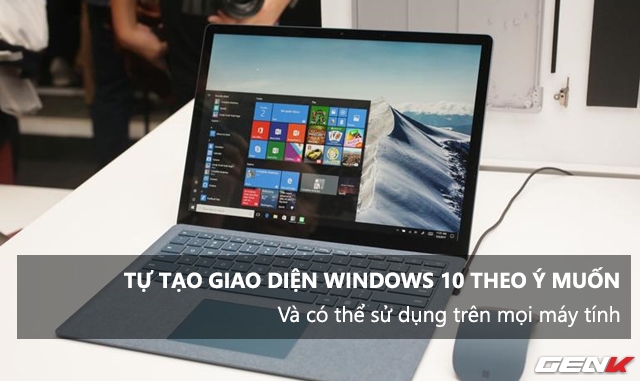 TỰ TẠO GIAO DIỆN WINDOWS 10 THEO Ý MUỐN
Và có thể sử dụng trên mọi máy tính
GENK